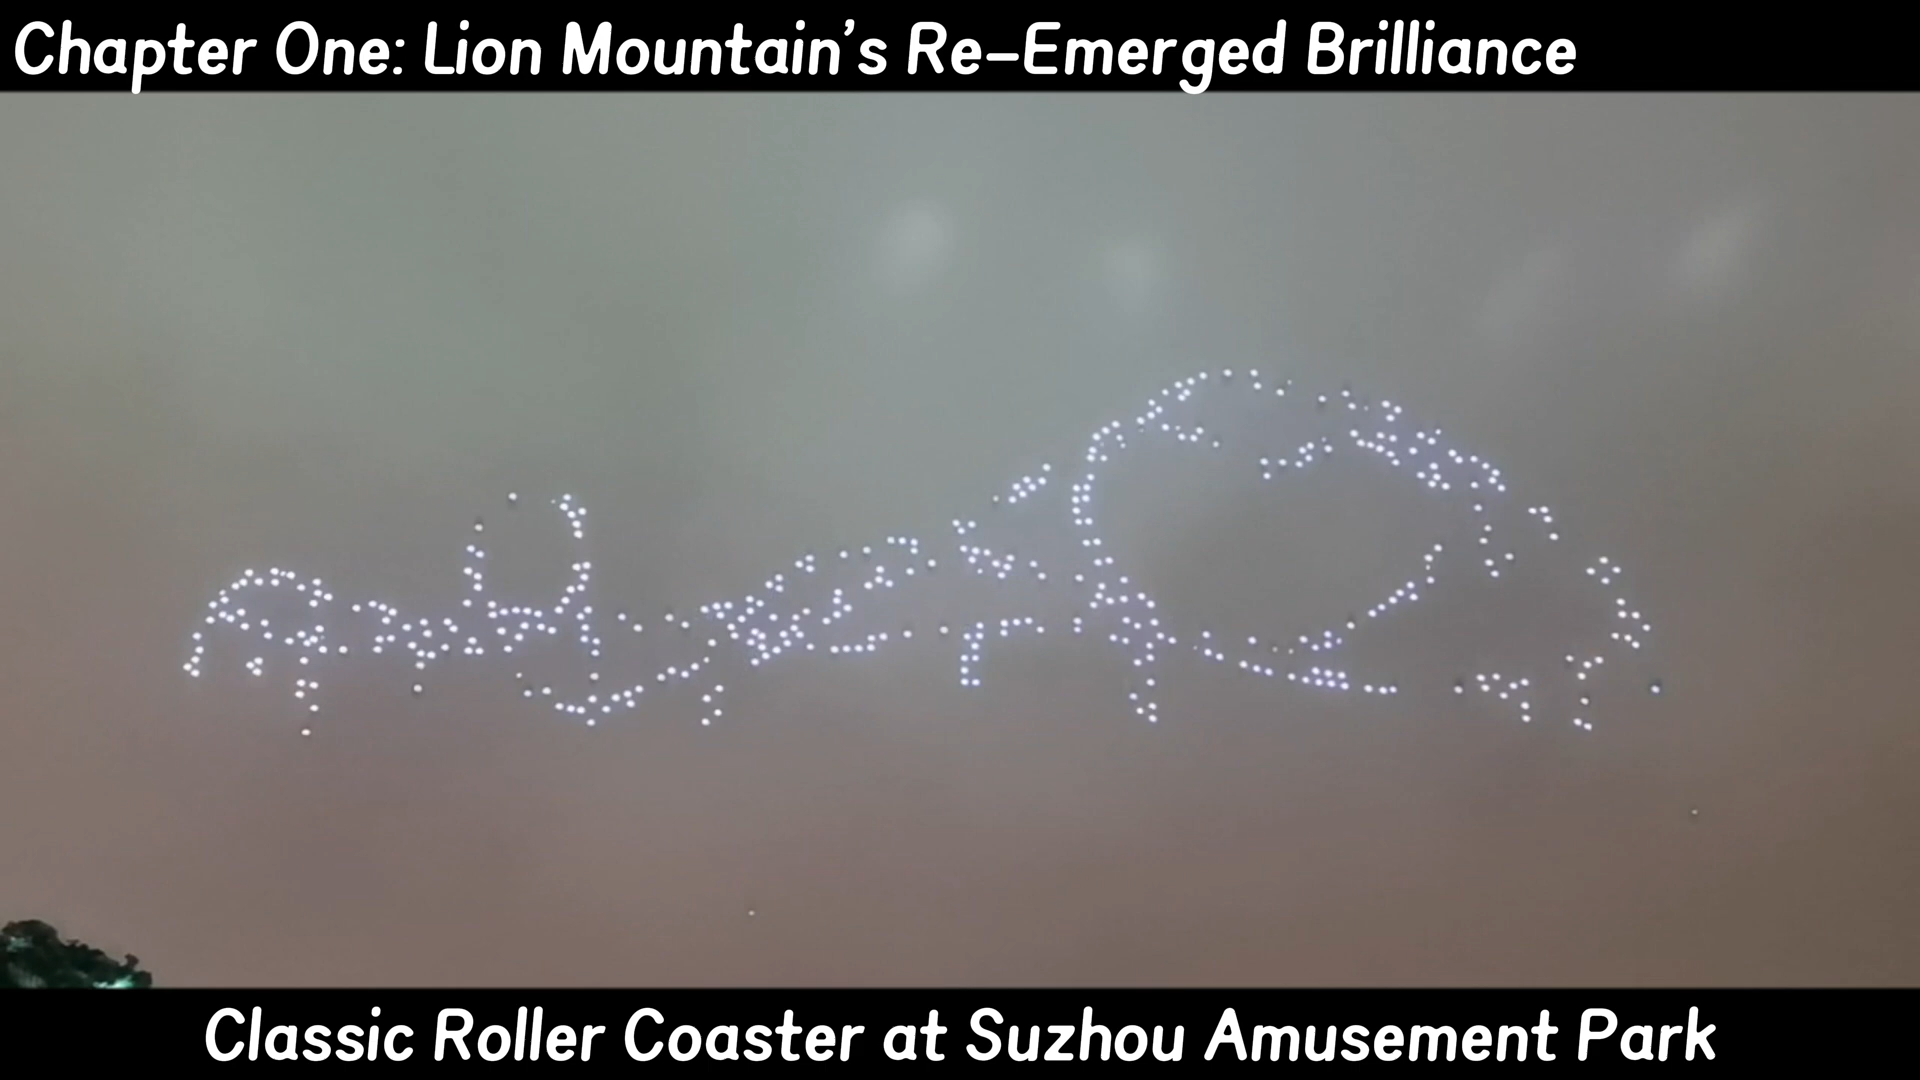 Chapter One: Lion Mountain’s Re-Emerged Brilliance
Classic Roller Coaster at Suzhou Amusement Park